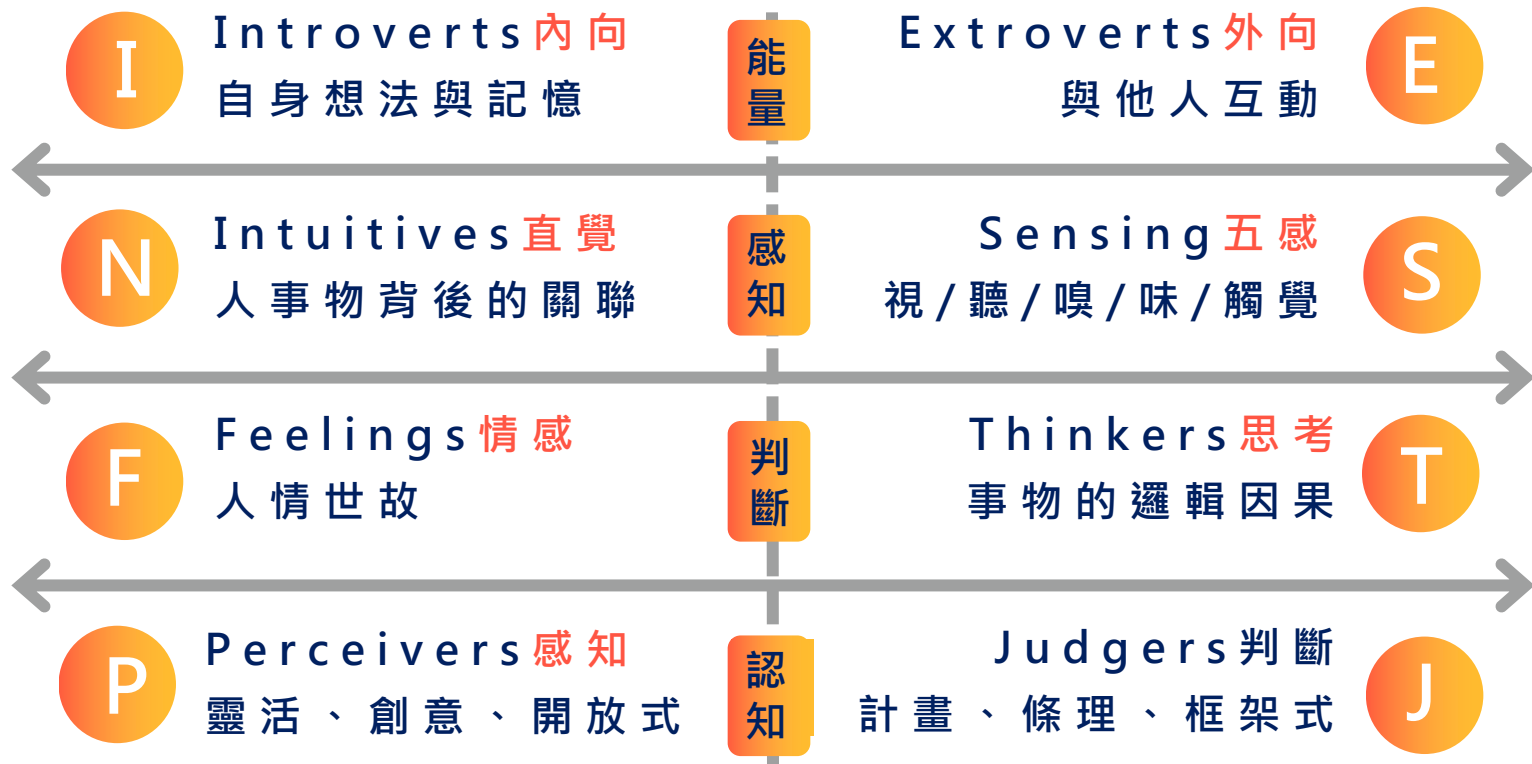 I
Introverts內向
自身想法與記憶
能量
Extroverts外向
與他人互動
E
N
Intuitives直覺
人事物背後的關聯
感知
Sensing五感
視/聽/嗅/味/觸覺
S
F
Feelings情感
人情世故
判斷
Thinkers思考
事物的邏輯因果
T
P
Perceivers感知
靈活、創意、開放式
認知
Judgers判斷
計畫、條理、框架式
J